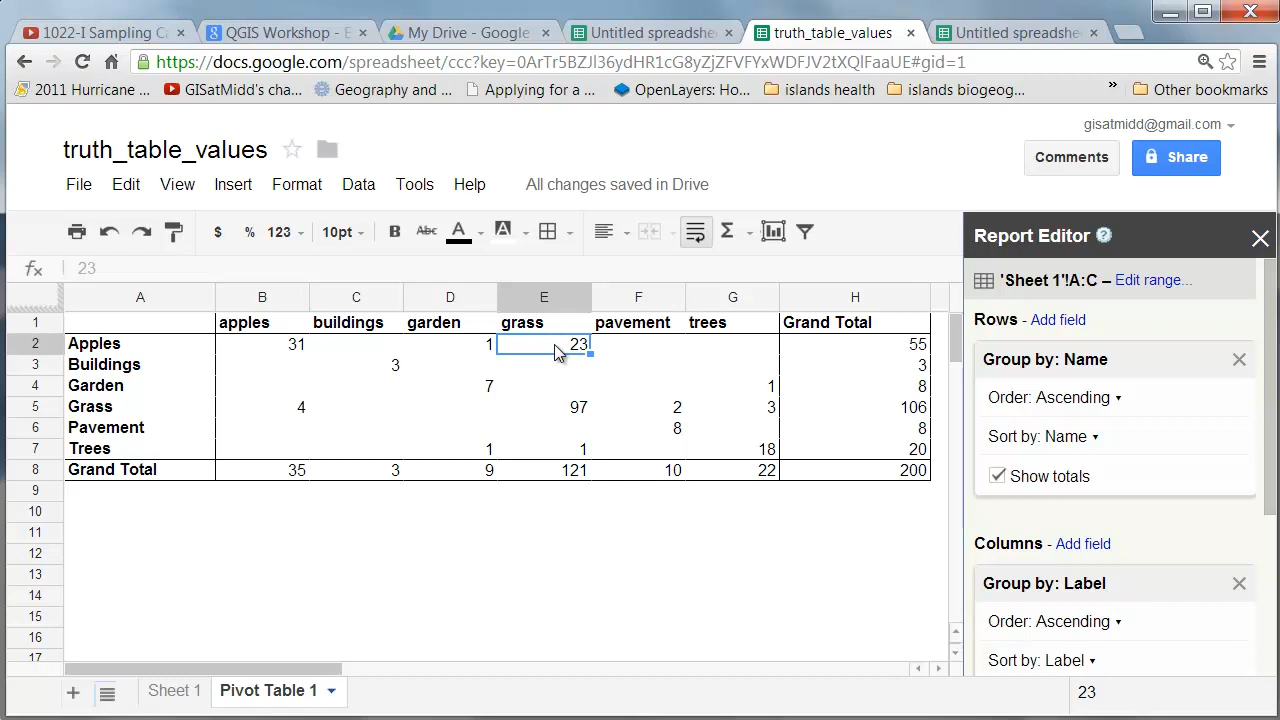 1022-I Sampling Ca
QGIS Workshop - E
My Drive - Google
Untitled spreadshe
truth_table_values
Untitled spreadshe
https://docs.google.com/spreadsheet/ccc?key=0ArTr5BZJl36ydHR1cG8yZjZFVFYxWDFJV2tXQlFaaUE#gid=1
2011 Hurricane ...
GISatMidd's cha...
Geography and ...
Applying for a ...
OpenLayers: Ho...
islands health
islands biogeog...
» Other bookmarks
gisatmidd@gmail.com
truth_table_values
Comments
Share
File Edit View Insert Format Data Tools Help All changes saved in Drive
$ % 123 10pt B Abc A A Σ
Report Editor ?
fx 23
'Sheet 1'!A:C – Edit range...
A B C D E F G H
Rows - Add field
1 apples buildings garden grass pavement trees Grand Total
2 Apples 31 1 23 55
3 Buildings 3 3
4 Garden 7 1 8
5 Grass 4 97 2 3 106
6 Pavement 8 8
7 Trees 1 1 18 20
8 Grand Total 35 3 9 121 10 22 200
9
10
11
12
13
14
15
16
17
Group by: Name
Order: Ascending
Sort by: Name
Show totals
Columns - Add field
Group by: Label
Order: Ascending
Sort by: Label
Sheet 1
Pivot Table 1
23